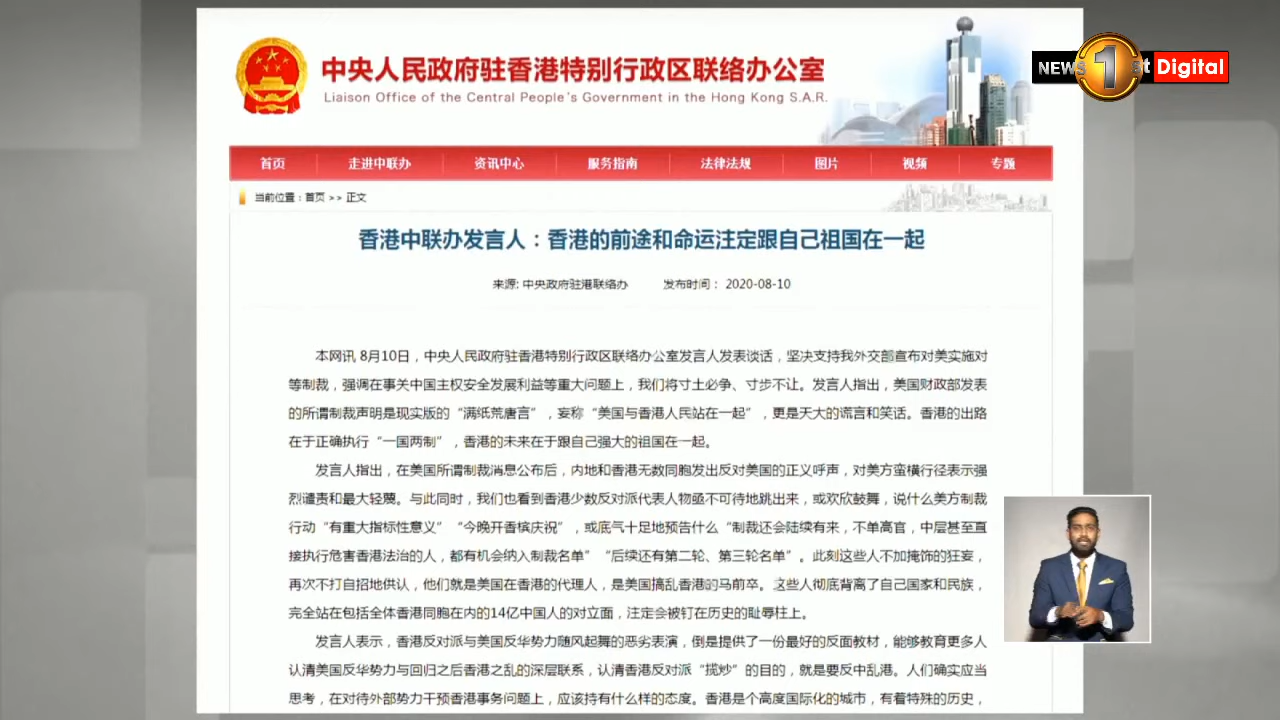 中央人民政府驻香港特别行政区联络办公室
Liaison Office of the Central People's Government in the Hong Kong S.A.R.
NEWS 1st Digital
首页 走进中联办 资讯中心 服务指南 法律法规 图片 视频 专题
当前位置：首页 >> 正文
香港中联办发言人：香港的前途和命运注定跟自己祖国在一起
来源: 中央政府驻港联络办 发布时间： 2020-08-10
本网讯 8月10日，中央人民政府驻香港特别行政区联络办公室发言人发表谈话，坚决支持我外交部宣布对美实施对
等制裁，强调在事关中国主权安全发展利益等重大问题上，我们将寸土必争、寸步不让。发言人指出，美国财政部发表
的所谓制裁声明是现实版的“满纸荒唐言”，妄称“美国与香港人民站在一起”，更是天大的谎言和笑话。香港的出路
在于正确执行“一国两制”，香港的未来在于跟自己强大的祖国在一起。
发言人指出，在美国所谓制裁消息公布后，内地和香港无数同胞发出反对美国的正义呼声，对美方蛮横行径表示强
烈谴责和最大轻蔑。与此同时，我们也看到香港少数反对派代表人物亟不可待地跳出来，或欢欣鼓舞，说什么美方制裁
行动“有重大指标性意义”“今晚开香槟庆祝”，或底气十足地预告什么“制裁还会陆续有来，不单高官，中层甚至直
接执行危害香港法治的人，都有机会纳入制裁名单”“后续还有第二轮、第三轮名单”。此刻这些人不加掩饰的狂妄，
再次不打自招地供认，他们就是美国在香港的代理人，是美国搞乱香港的马前卒。这些人彻底背离了自己国家和民族，
完全站在包括全体香港同胞在内的14亿中国人的对立面，注定会被钉在历史的耻辱柱上。
发言人表示，香港反对派与美国反华势力随风起舞的恶劣表演，倒是提供了一份最好的反面教材，能够教育更多人
认清美国反华势力与回归之后香港之乱的深层联系，认清香港反对派“揽炒”的目的，就是要反中乱港。人们确实应当
思考，在对待外部势力干预香港事务问题上，应该持有什么样的态度。香港是个高度国际化的城市，有着特殊的历史，